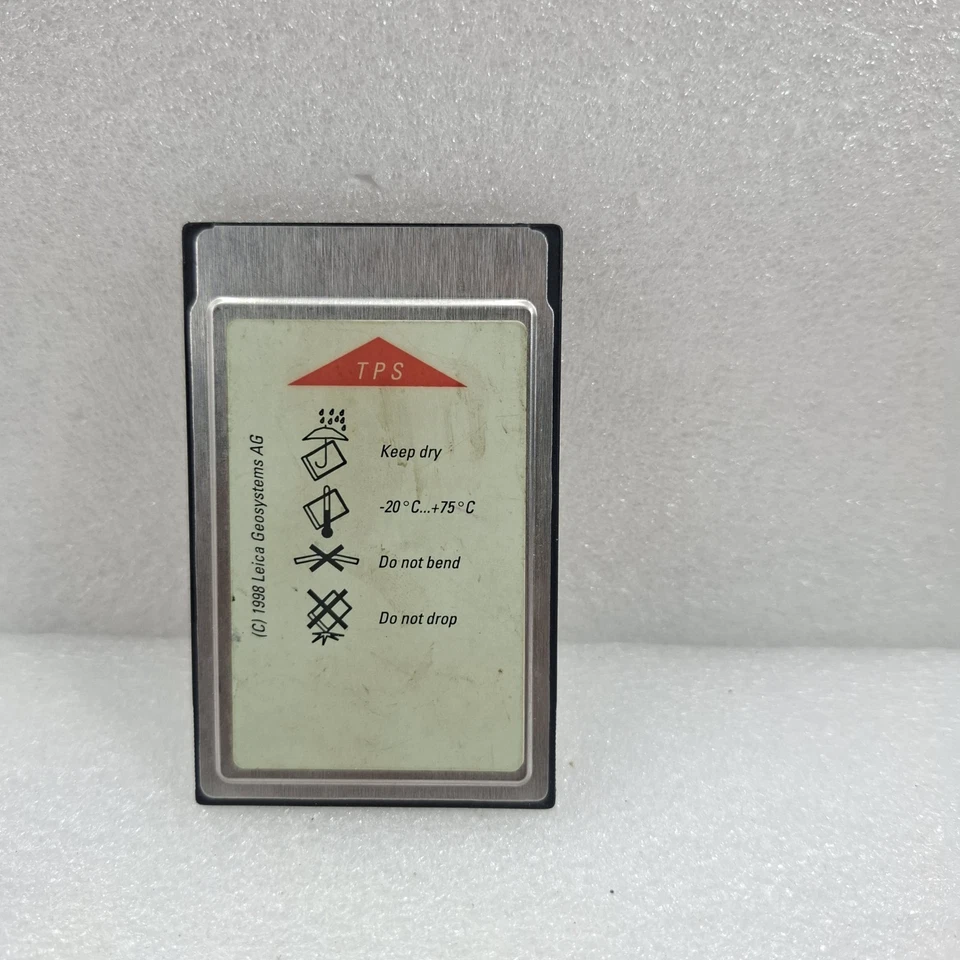 TPS
Keep dry
-20°C...+75°C
Do not bend
Do not drop
(C) 1998 Leica Geosystems AG